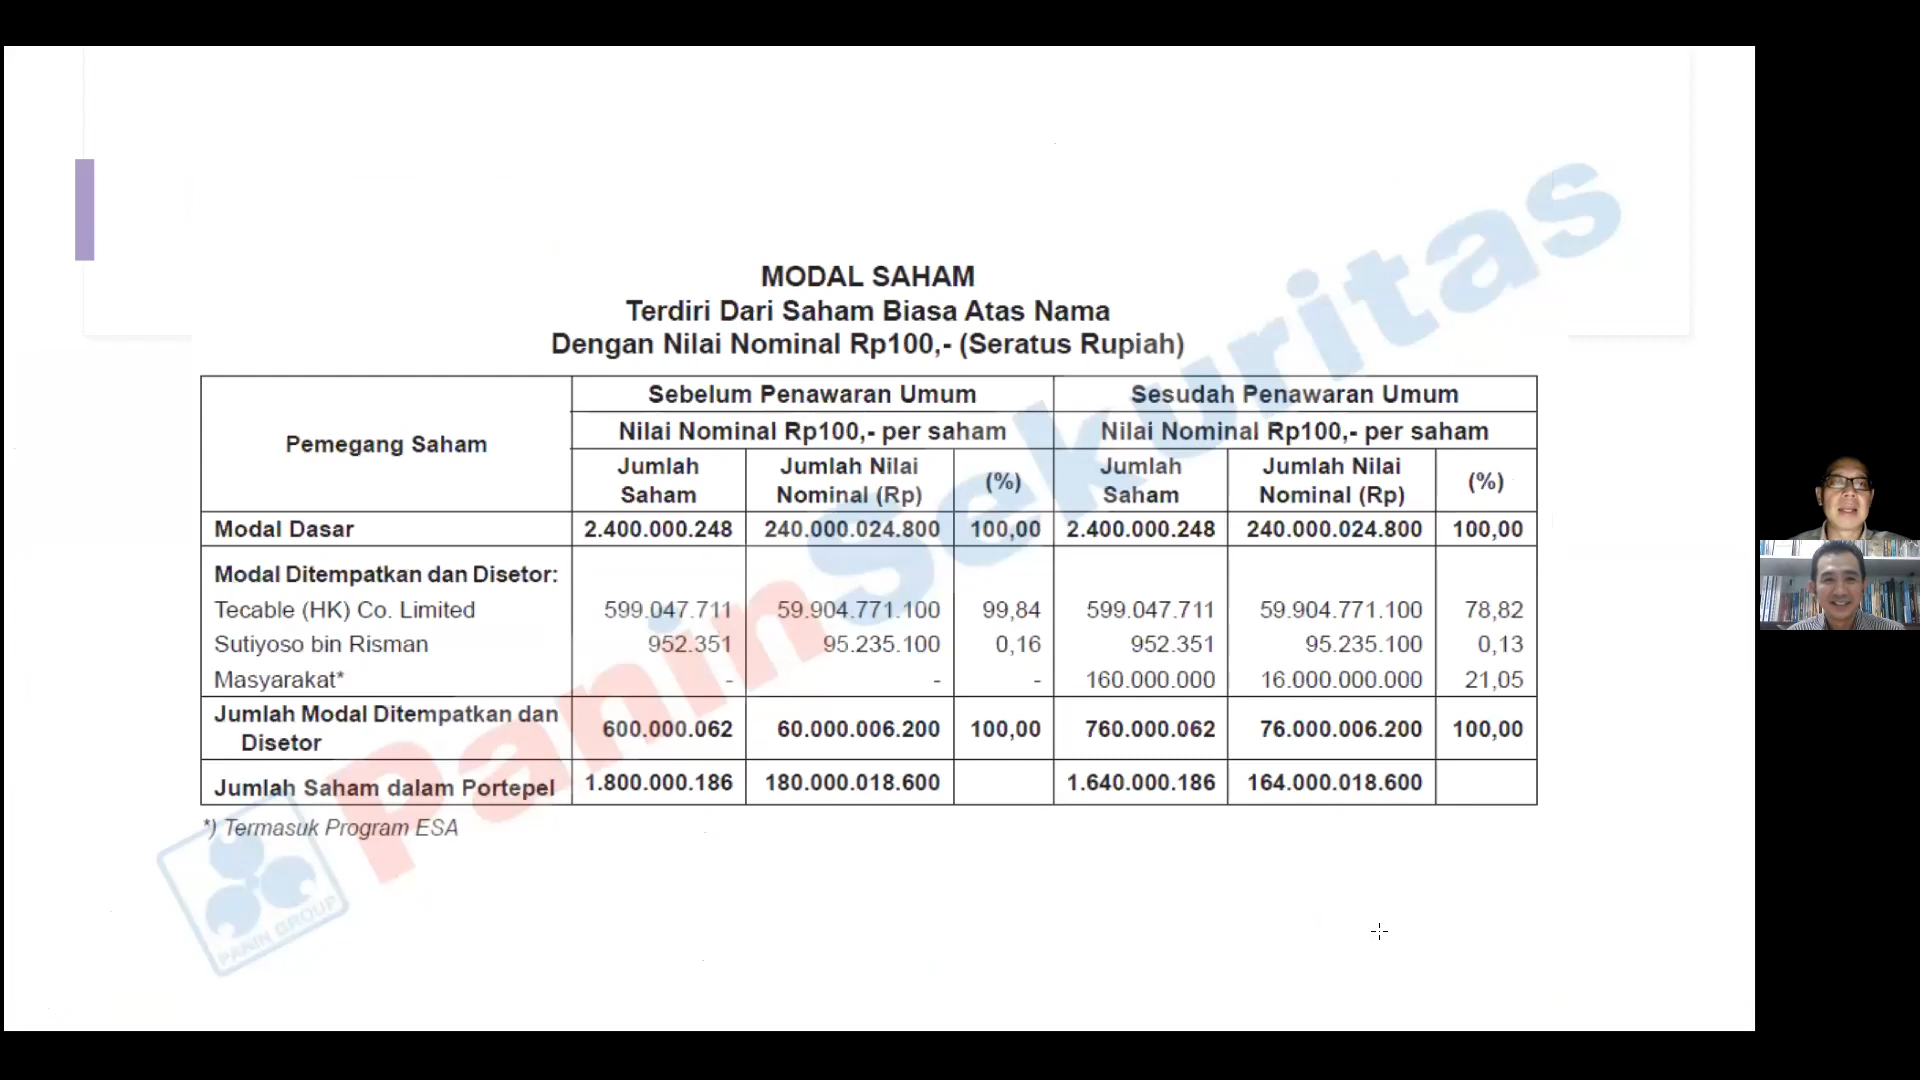 MODAL SAHAM
Terdiri Dari Saham Biasa Atas Nama
Dengan Nilai Nominal Rp100,- (Seratus Rupiah)
Pemegang Saham
Sebelum Penawaran Umum
Sesudah Penawaran Umum
Nilai Nominal Rp100,- per saham
Nilai Nominal Rp100,- per saham
Jumlah Saham
Jumlah Nilai Nominal (Rp)
(%)
Jumlah Saham
Jumlah Nilai Nominal (Rp)
(%)
Modal Dasar 2.400.000.248 240.000.024.800 100,00 2.400.000.248 240.000.024.800 100,00
Modal Ditempatkan dan Disetor:
Tecable (HK) Co. Limited 599.047.711 59.904.771.100 99,84 599.047.711 59.904.771.100 78,82
Sutiyoso bin Risman 952.351 95.235.100 0,16 952.351 95.235.100 0,13
Masyarakat* - - - 160.000.000 16.000.000.000 21,05
Jumlah Modal Ditempatkan dan
Disetor 600.000.062 60.000.006.200 100,00 760.000.062 76.000.006.200 100,00
Jumlah Saham dalam Portepel 1.800.000.186 180.000.018.600 1.640.000.186 164.000.018.600
*) Termasuk Program ESA
PaninSekuritas
PANIN GROUP